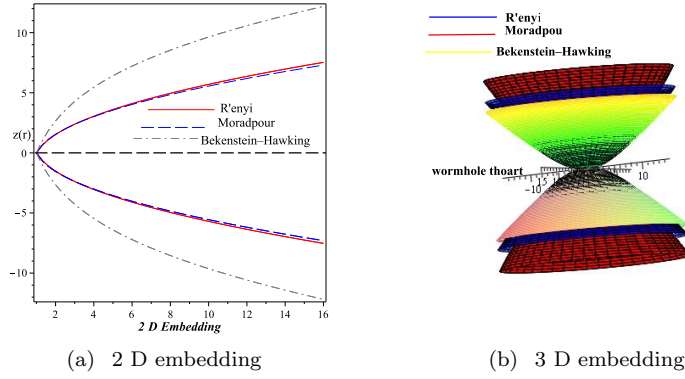 10
5
z(r)
0
−5
−10
R'enyi
Moradpour
Bekenstein−Hawking
2 4 6 8 10 12 14 16
2 D Embedding
(a) 2 D embedding
R'enyi
Moradpou
Bekenstein−Hawking
wormhole thoart
−10
10
(b) 3 D embedding